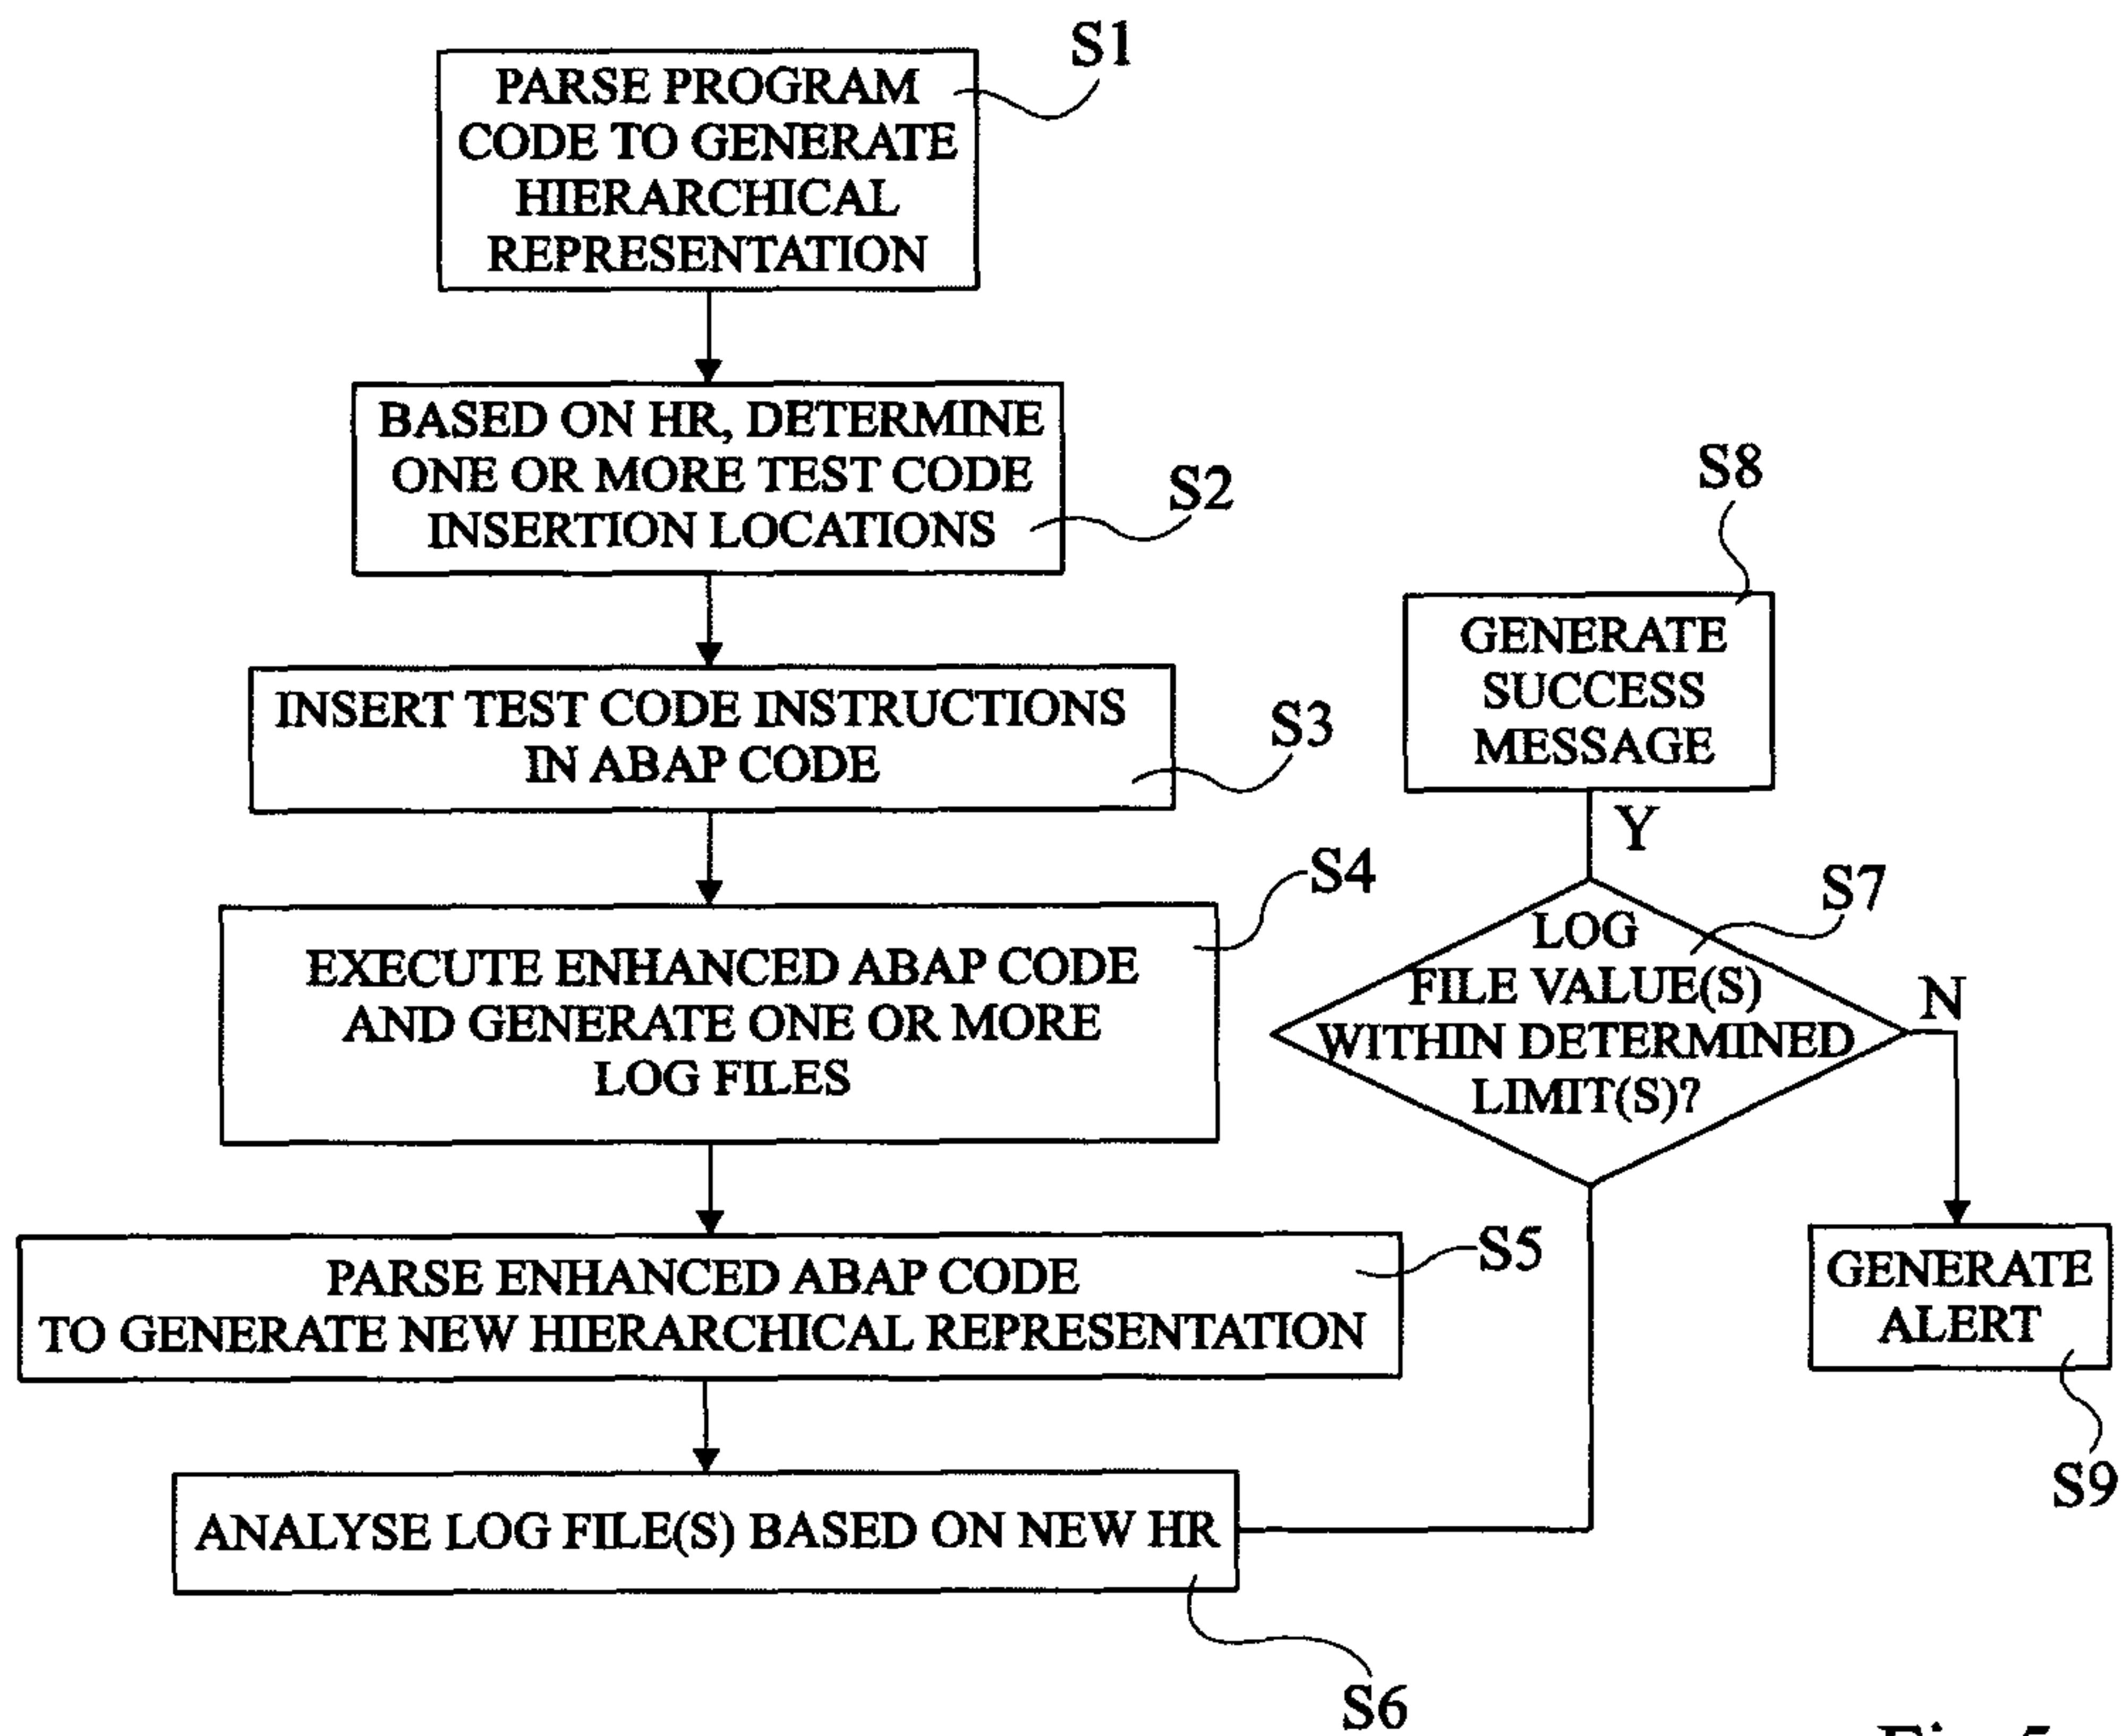 S1
PARSE PROGRAM
CODE TO GENERATE
HIERARCHICAL
REPRESENTATION
BASED ON HR, DETERMINE
ONE OR MORE TEST CODE
INSERTION LOCATIONS
S2
INSERT TEST CODE INSTRUCTIONS
IN ABAP CODE
S3
EXECUTE ENHANCED ABAP CODE
AND GENERATE ONE OR MORE
LOG FILES
S4
PARSE ENHANCED ABAP CODE
TO GENERATE NEW HIERARCHICAL REPRESENTATION
S5
ANALYSE LOG FILE(S) BASED ON NEW HR
S6
S8
GENERATE
SUCCESS
MESSAGE
Y
S7
LOG
FILE VALUE(S)
WITHIN DETERMINED
LIMIT(S)?
N
GENERATE
ALERT
S9